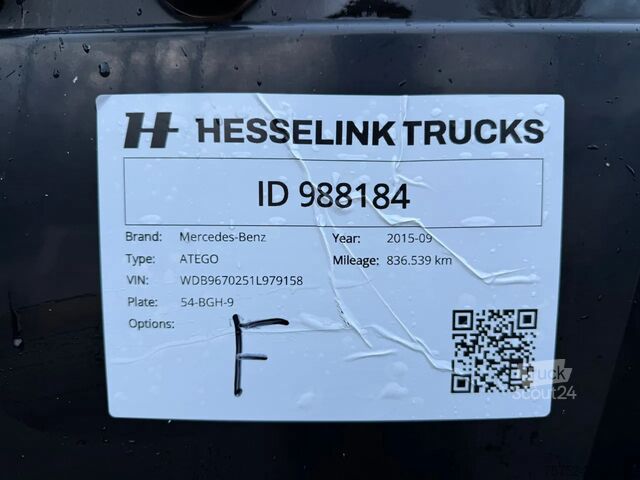 H HESSELINK TRUCKS
ID 988184
Brand: Mercedes-Benz Year: 2015-09
Type: ATEGO Mileage: 836.539 km
VIN: WDB9670251L979158
Plate: 54-BGH-9
Options: F
Truck
Scout24